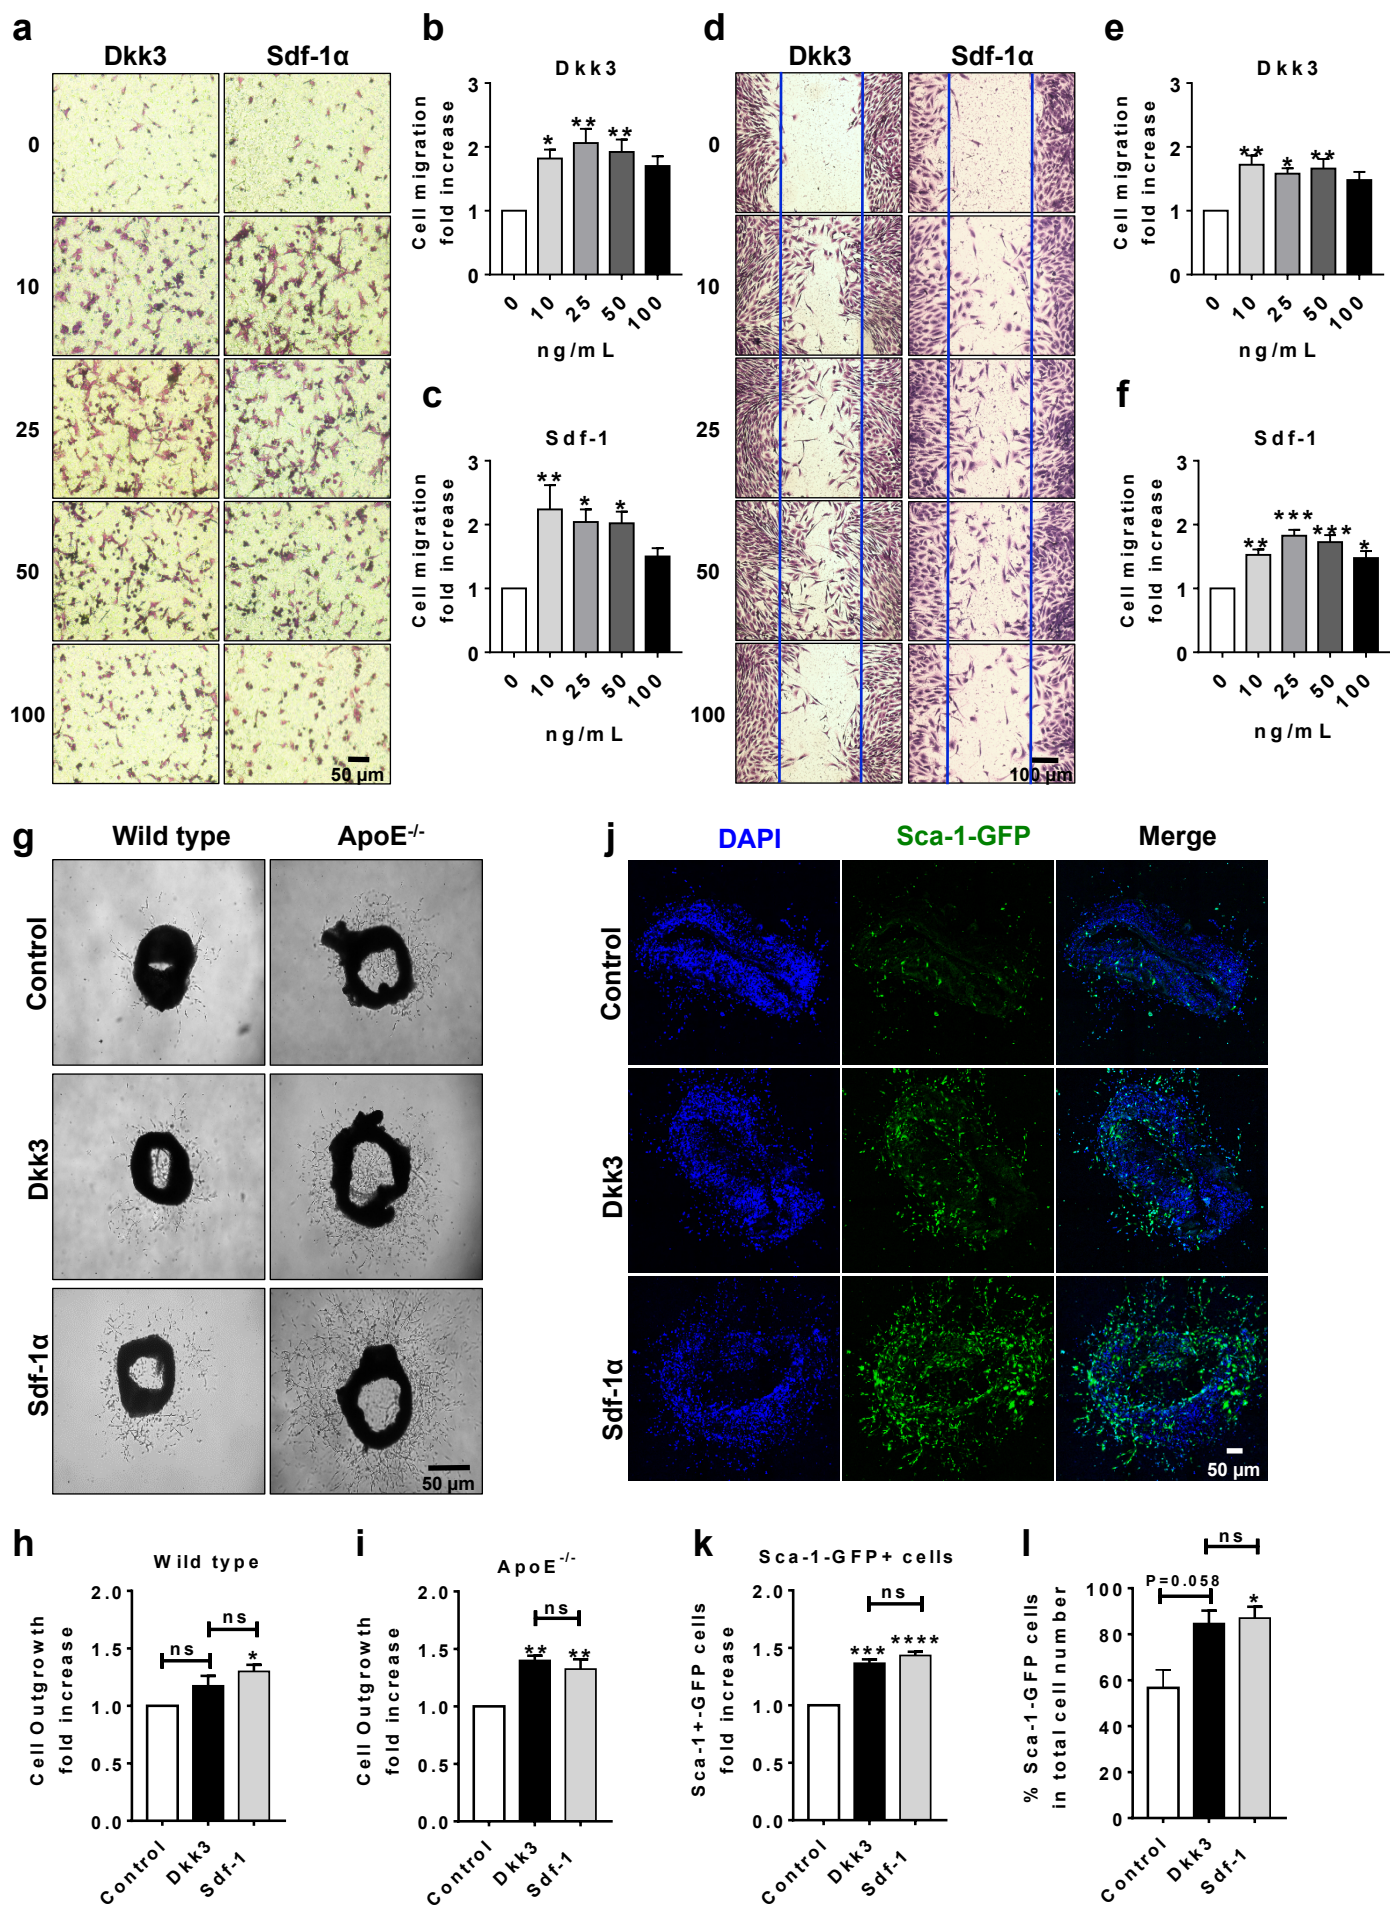 a
Dkk3
Sdf-1α
0
10
25
50
100
50 μm
b
Dkk3
Cell migration
fold increase
3
2
1
0
*
**
**
0
10
25
50
100
ng/mL
c
Sdf-1
Cell migration
fold increase
3
2
1
0
**
*
*
0
10
25
50
100
ng/mL
d
Dkk3
Sdf-1α
0
10
25
50
100
100 μm
e
Dkk3
Cell migration
fold increase
3
2
1
0
**
*
**
0
10
25
50
100
ng/mL
f
Sdf-1
Cell migration
fold increase
3
2
1
0
**
***
***
*
0
10
25
50
100
ng/mL
g
Wild type
ApoE-/-
Control
Dkk3
Sdf-1α
50 μm
j
DAPI
Sca-1-GFP
Merge
Control
Dkk3
Sdf-1α
50 μm
h
Wild type
Cell Outgrowth
fold increase
2.0
1.5
1.0
0.5
0.0
ns
ns
*
Control
Dkk3
Sdf-1
i
ApoE-/-
Cell Outgrowth
fold increase
2.0
1.5
1.0
0.5
0.0
ns
**
**
Control
Dkk3
Sdf-1
k
Sca-1-GFP+ cells
Sca-1+-GFP cells
fold increase
2.0
1.5
1.0
0.5
0.0
ns
***
****
Control
Dkk3
Sdf-1
l
% Sca-1-GFP cells
in total cell number
100
80
60
40
20
0
ns
P=0.058
*
Control
Dkk3
Sdf-1